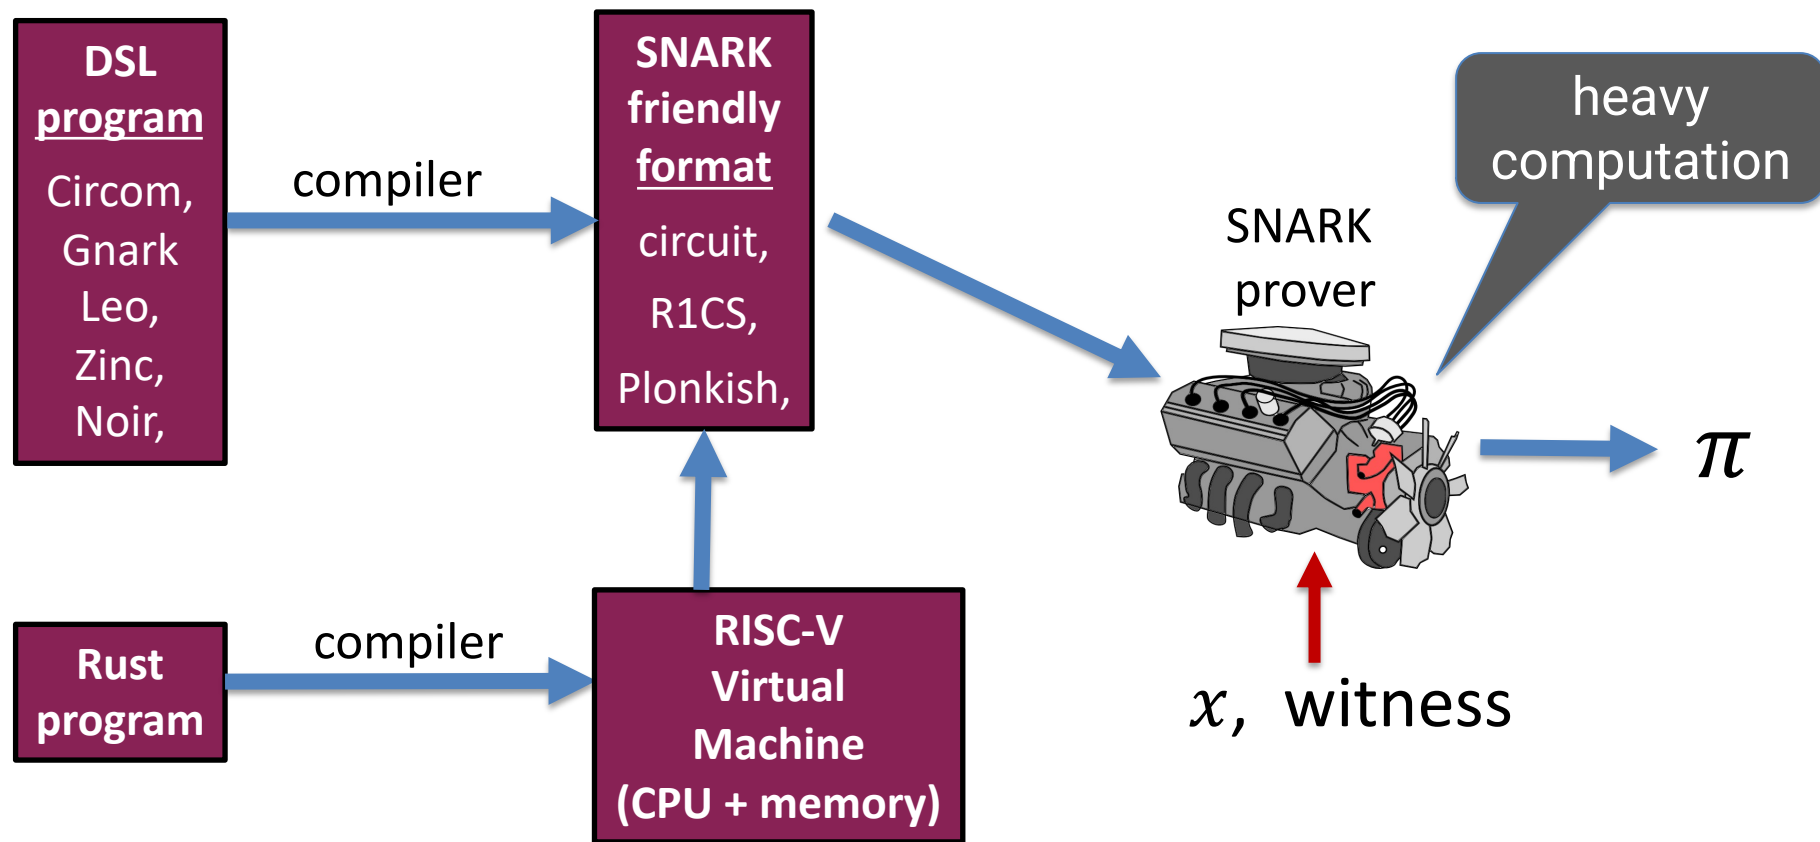 DSL
program
Circom,
Gnark
Leo,
Zinc,
Noir,
compiler
SNARK
friendly
format
circuit,
R1CS,
Plonkish,
heavy
computation
SNARK
prover
π
x, witness
Rust
program
compiler
RISC-V
Virtual
Machine
(CPU + memory)